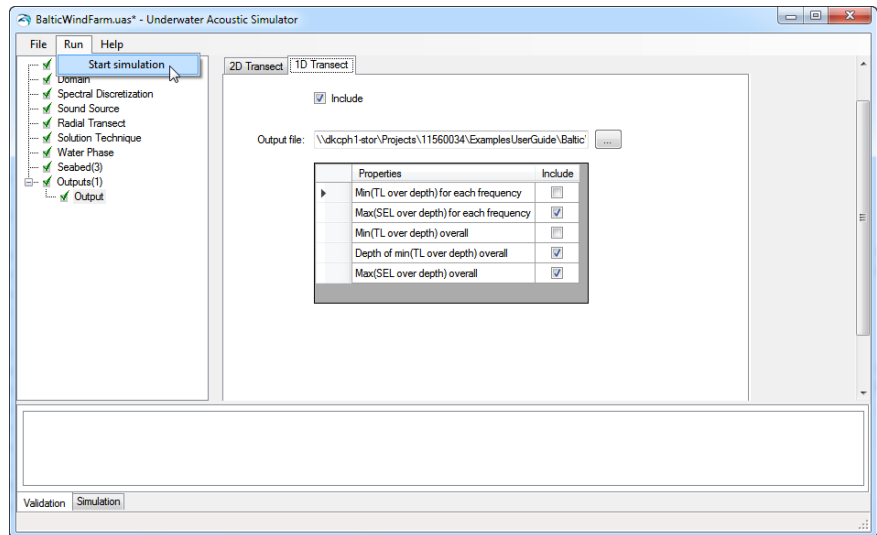 BalticWindFarm.uas* - Underwater Acoustic Simulator
File Run Help
Start simulation
2D Transect 1D Transect
Domain
Spectral Discretization
Include
Sound Source
Radial Transect
Solution Technique
Output file: \\dkcph1-stor\Projects\11560034\ExamplesUserGuide\Baltic ...
Water Phase
Seabed(3)
Outputs(1)
Output
Properties Include
Min(TL over depth) for each frequency
Max(SEL over depth) for each frequency
Min(TL over depth) overall
Depth of min(TL over depth) overall
Max(SEL over depth) overall
Validation Simulation